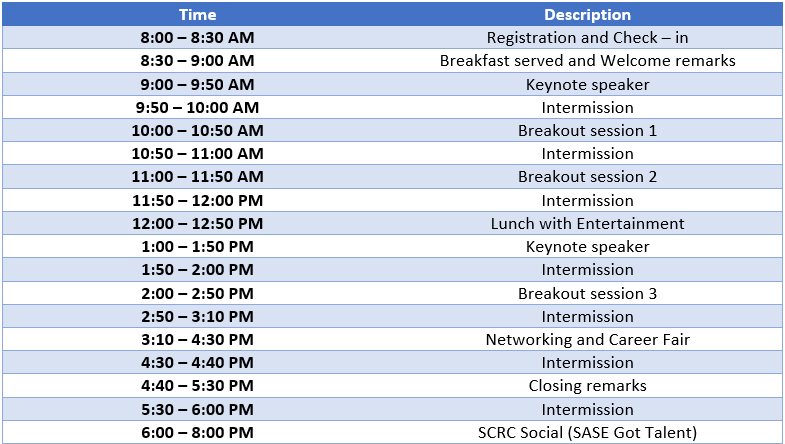 Time Description
8:00 – 8:30 AM Registration and Check – in
8:30 – 9:00 AM Breakfast served and Welcome remarks
9:00 – 9:50 AM Keynote speaker
9:50 – 10:00 AM Intermission
10:00 – 10:50 AM Breakout session 1
10:50 – 11:00 AM Intermission
11:00 – 11:50 AM Breakout session 2
11:50 – 12:00 PM Intermission
12:00 – 12:50 PM Lunch with Entertainment
1:00 – 1:50 PM Keynote speaker
1:50 – 2:00 PM Intermission
2:00 – 2:50 PM Breakout session 3
2:50 – 3:10 PM Intermission
3:10 – 4:30 PM Networking and Career Fair
4:30 – 4:40 PM Intermission
4:40 – 5:30 PM Closing remarks
5:30 – 6:00 PM Intermission
6:00 – 8:00 PM SCRC Social (SASE Got Talent)